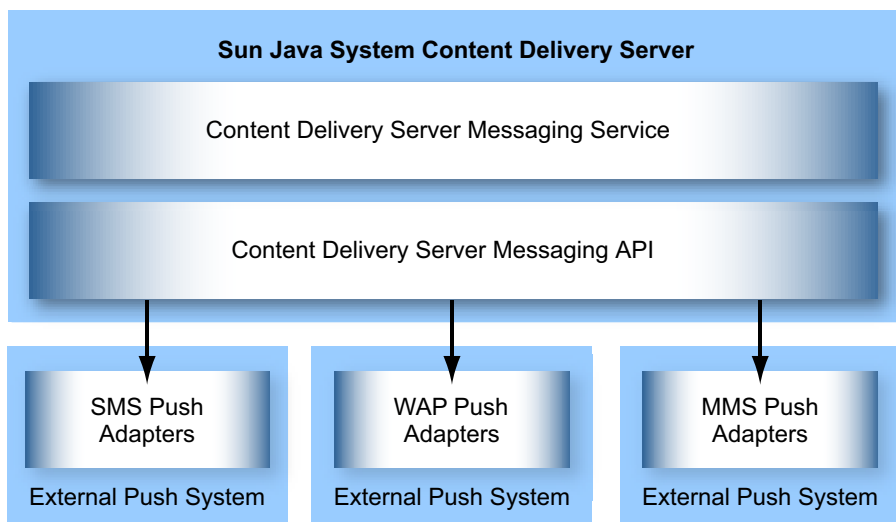 Sun Java System Content Delivery Server
Content Delivery Server Messaging Service
Content Delivery Server Messaging API
SMS Push
Adapters
External Push System
WAP Push
Adapters
External Push System
MMS Push
Adapters
External Push System